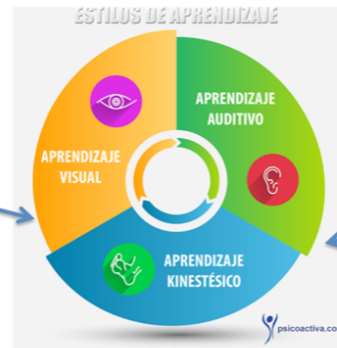 ESTILOS DE APRENDIZAJE
APRENDIZAJE
AUDITIVO
APRENDIZAJE
VISUAL
APRENDIZAJE
KINESTÉSICO
psicoactiva.co